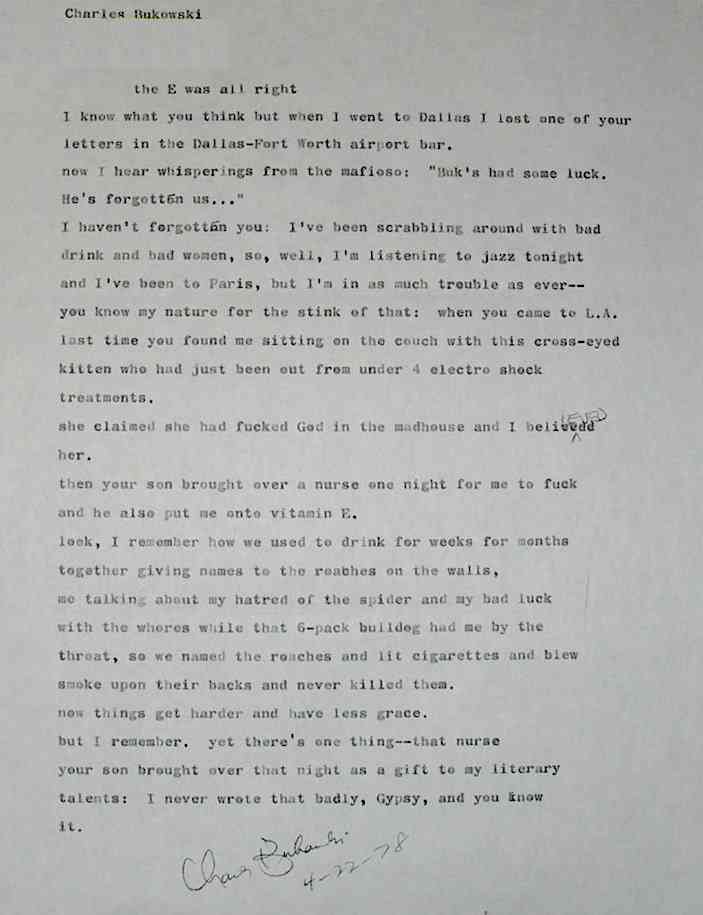 Charles Bukowski
the E was all right
I know what you think but when I went to Dallas I lost one of your
letters in the Dallas-Fort Worth airport bar.
now I hear whisperings from the mafioso: "Buk's had some luck.
He's forgotten us..."
I haven't forgotten you: I've been scrabbling around with bad
drink and bad women, so, well, I'm listening to jazz tonight
and I've been to Paris, but I'm in as much trouble as ever--
you know my nature for the stink of that: when you came to L.A.
last time you found me sitting on the couch with this cross-eyed
kitten who had just been out from under 4 electro shock
treatments.
she claimed she had fucked God in the madhouse and I believed
her.
then your son brought over a nurse one night for me to fuck
and he also put me onto vitamin E.
look, I remember how we used to drink for weeks for months
together giving names to the roaches on the walls,
me talking about my hatred of the spider and my bad luck
with the whores while that 6-pack bulldog had me by the
throat, so we named the roaches and lit cigarettes and blew
smoke upon their backs and never killed them.
now things get harder and have less grace.
but I remember. yet there's one thing--that nurse
your son brought over that night as a gift to my literary
talents: I never wrote that badly, Gypsy, and you know
it.
Charles Bukowski
4-22-78